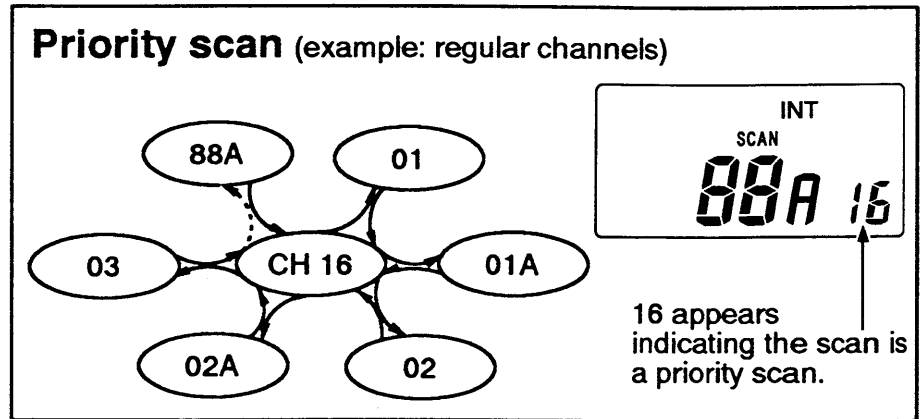 Priority scan (example: regular channels)
88A
01
03
CH 16
01A
02A
02
INT
SCAN
88A 16
16 appears
indicating the scan is
a priority scan.